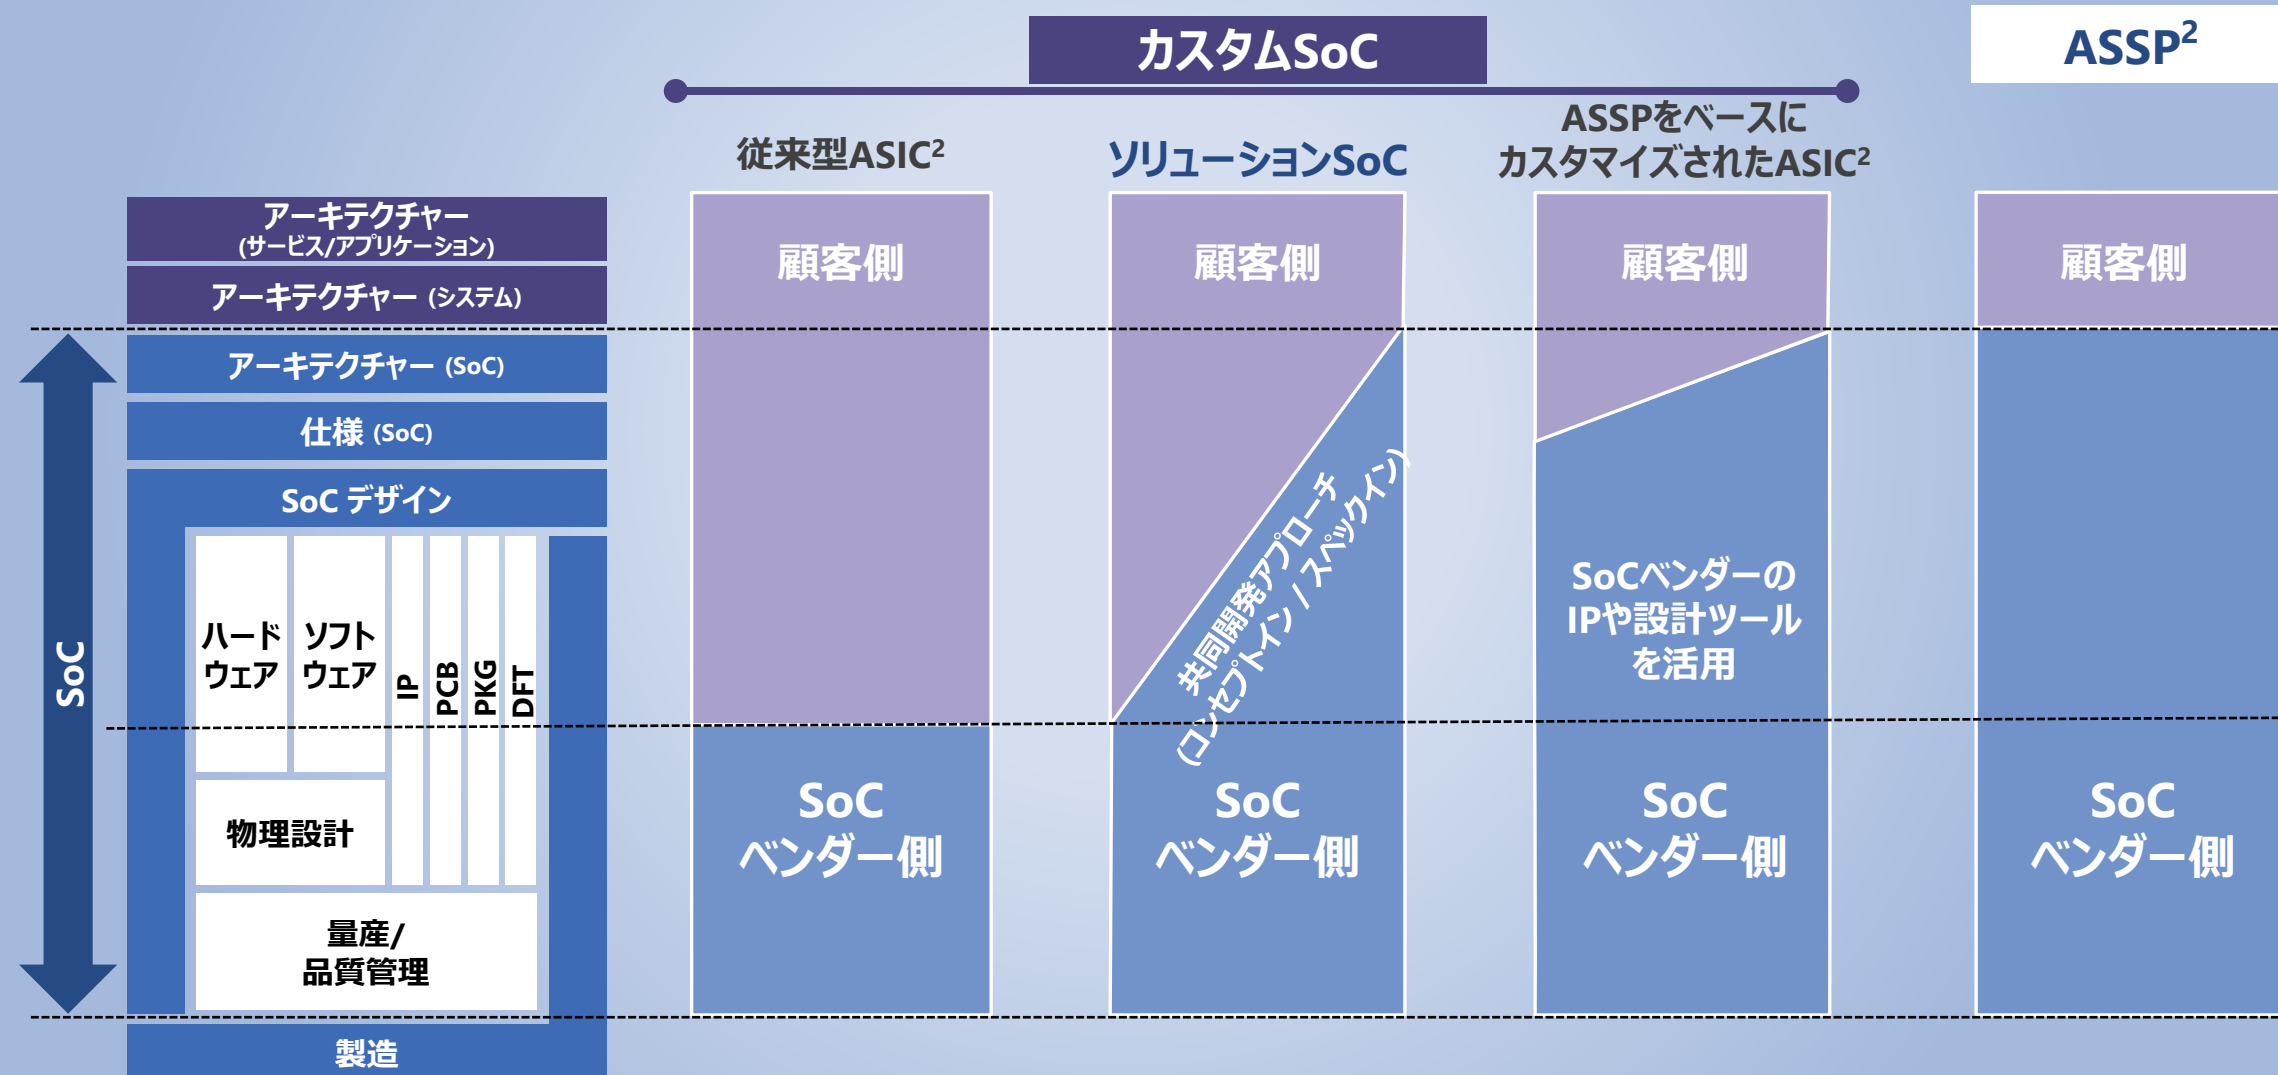 カスタムSoC
ASSP2
従来型ASIC2
ソリューションSoC
ASSPをベースに
カスタマイズされたASIC2
アーキテクチャー
(サービス/アプリケーション)
アーキテクチャー (システム)
アーキテクチャー (SoC)
仕様 (SoC)
SoC デザイン
ハード
ウェア
ソフト
ウェア
IP
PCB
PKG
DFT
物理設計
量産/
品質管理
製造
SoC
顧客側
SoC
ベンダー側
顧客側
共同開発アプローチ
(コンセプトイン / スペックイン)
SoC
ベンダー側
顧客側
SoCベンダーの
IPや設計ツール
を活用
SoC
ベンダー側
顧客側
SoC
ベンダー側